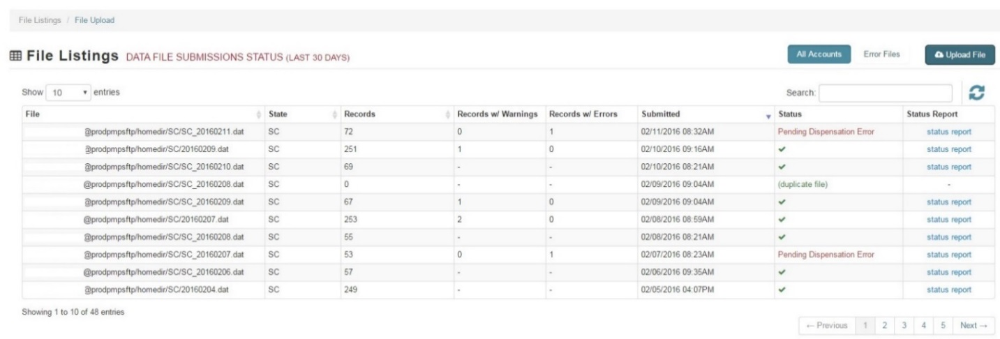 File Listings / File Upload
File Listings DATA FILE SUBMISSIONS STATUS (LAST 30 DAYS) All Accounts Error Files Upload File
Show 10 entries Search:
File State Records Records w/ Warnings Records w/ Errors Submitted Status Status Report
@prodpmpsftp/homedir/SC/SC_20160211.dat SC 72 0 1 02/11/2016 08:32AM Pending Dispensation Error status report
@prodpmpsftp/homedir/SC/20160209.dat SC 251 1 0 02/10/2016 09:16AM ✔ status report
@prodpmpsftp/homedir/SC/SC_20160210.dat SC 69 - - 02/10/2016 08:21AM ✔ status report
@prodpmpsftp/homedir/SC/SC_20160208.dat SC 0 - - 02/09/2016 09:04AM (duplicate file) -
@prodpmpsftp/homedir/SC/SC_20160209.dat SC 67 1 0 02/09/2016 09:04AM ✔ status report
@prodpmpsftp/homedir/SC/20160207.dat SC 253 2 0 02/08/2016 08:59AM ✔ status report
@prodpmpsftp/homedir/SC/SC_20160208.dat SC 55 - - 02/08/2016 08:21AM ✔ status report
@prodpmpsftp/homedir/SC/SC_20160207.dat SC 53 0 1 02/07/2016 08:23AM Pending Dispensation Error status report
@prodpmpsftp/homedir/SC/SC_20160206.dat SC 57 - - 02/06/2016 09:35AM ✔ status report
@prodpmpsftp/homedir/SC/20160204.dat SC 249 - - 02/05/2016 04:07PM ✔ status report
Showing 1 to 10 of 48 entries
← Previous 1 2 3 4 5 Next →